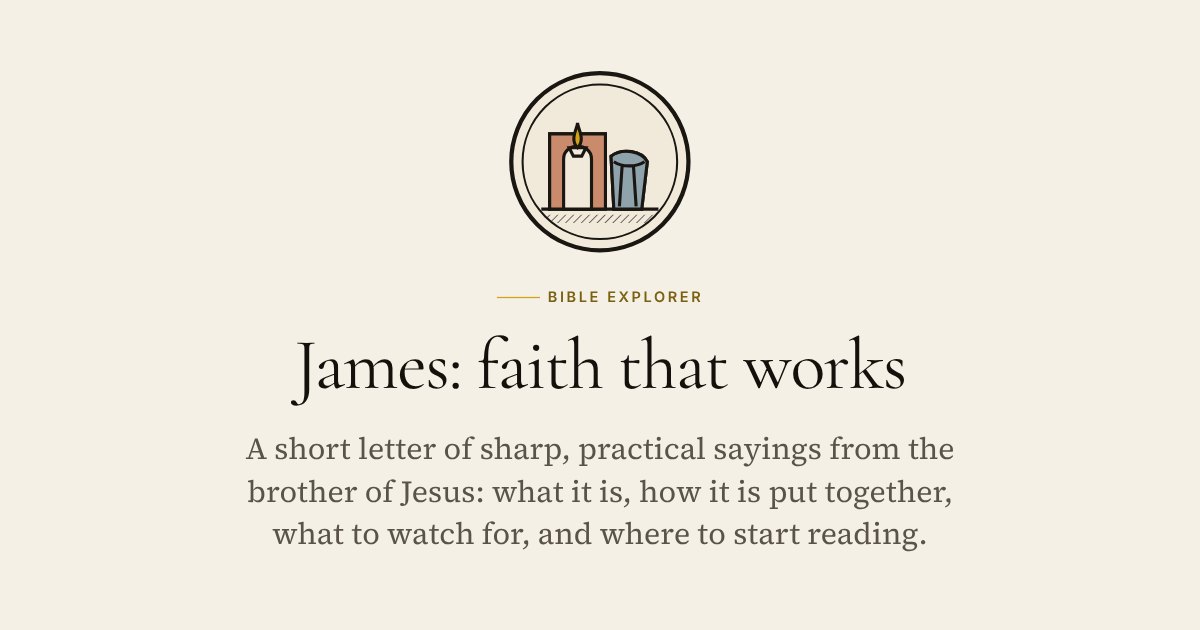 BIBLE EXPLORER
James: faith that works
A short letter of sharp, practical sayings from the
brother of Jesus: what it is, how it is put together,
what to watch for, and where to start reading.